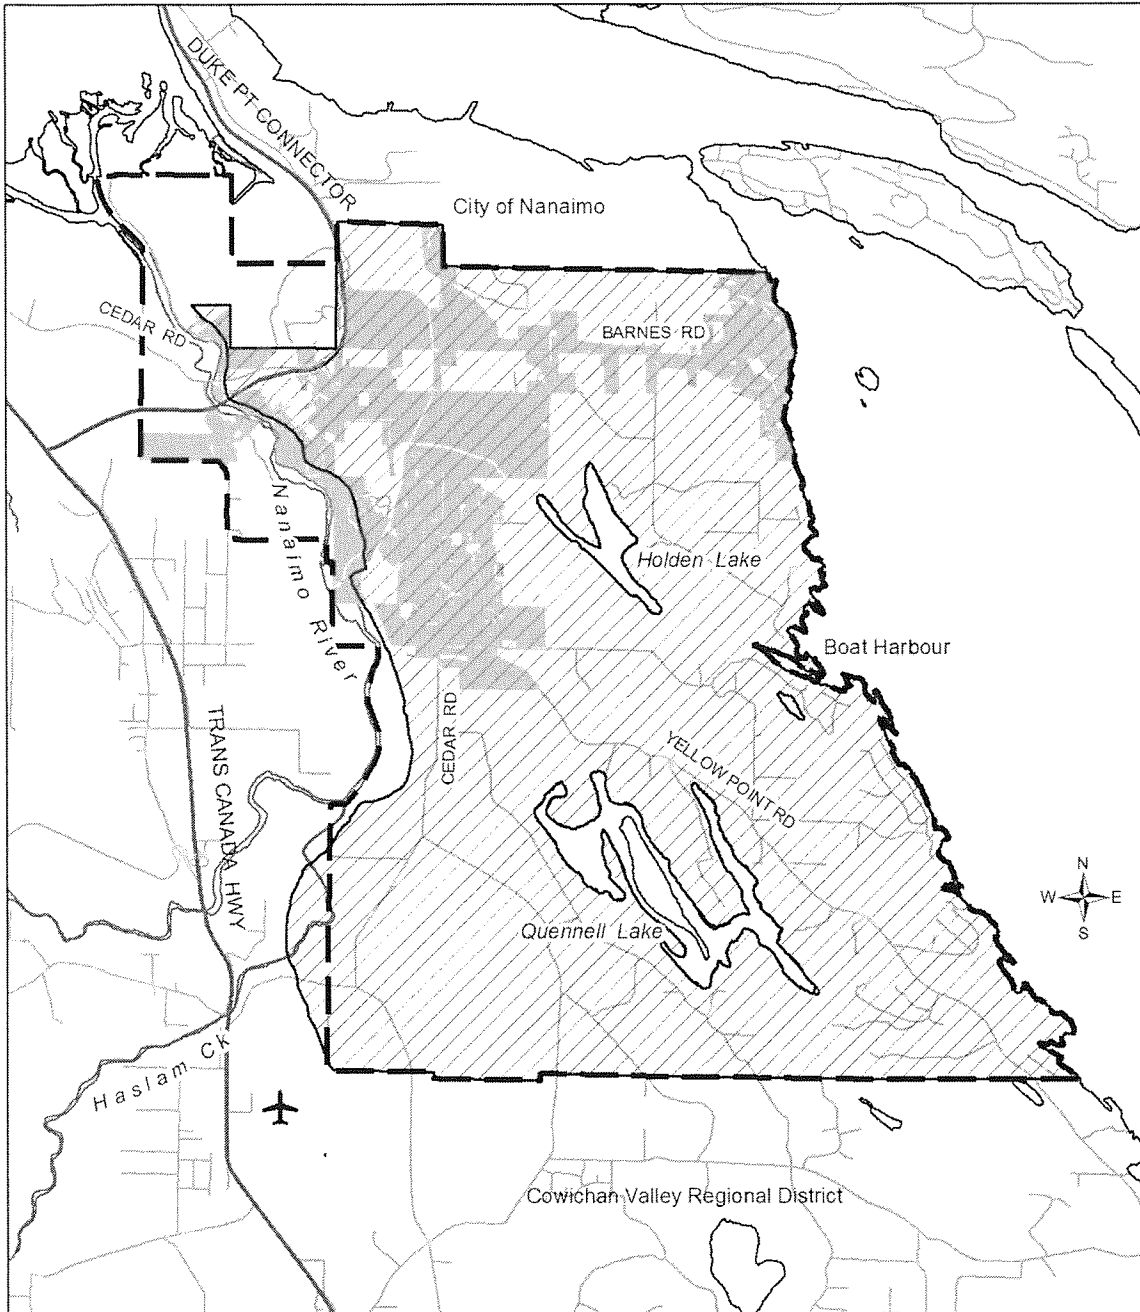 DUKE PT CONNECTOR
City of Nanaimo
CEDAR RD
BARNES RD
Nanaimo River
Holden Lake
Boat Harbour
CEDAR RD
YELLOW POINT RD
TRANS CANADA HWY
N
W E
S
Quennell Lake
Haslam Ck
Cowichan Valley Regional District